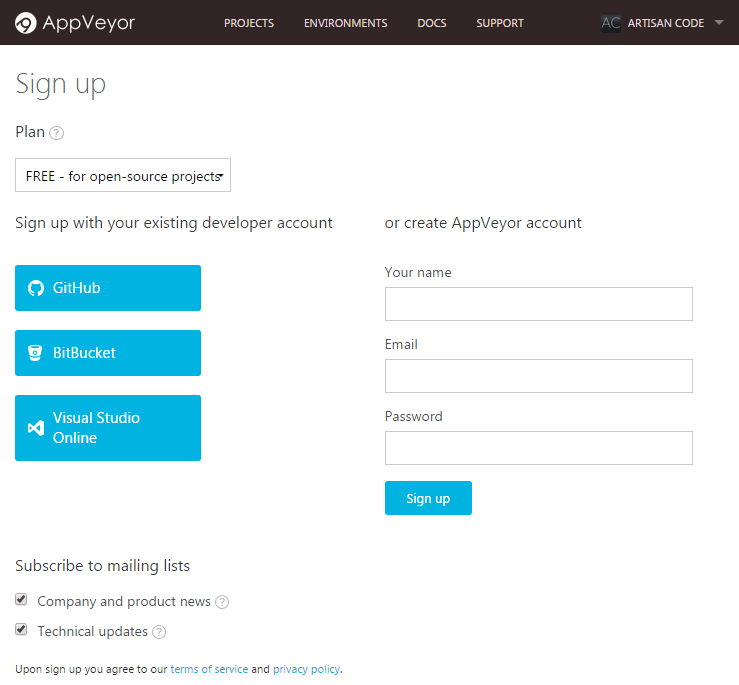 AppVeyor PROJECTS ENVIRONMENTS DOCS SUPPORT AC ARTISAN CODE
Sign up
Plan ?
FREE - for open-source projects
Sign up with your existing developer account
GitHub
BitBucket
Visual Studio
Online
or create AppVeyor account
Your name
Email
Password
Sign up
Subscribe to mailing lists
Company and product news ?
Technical updates ?
Upon sign up you agree to our terms of service and privacy policy.